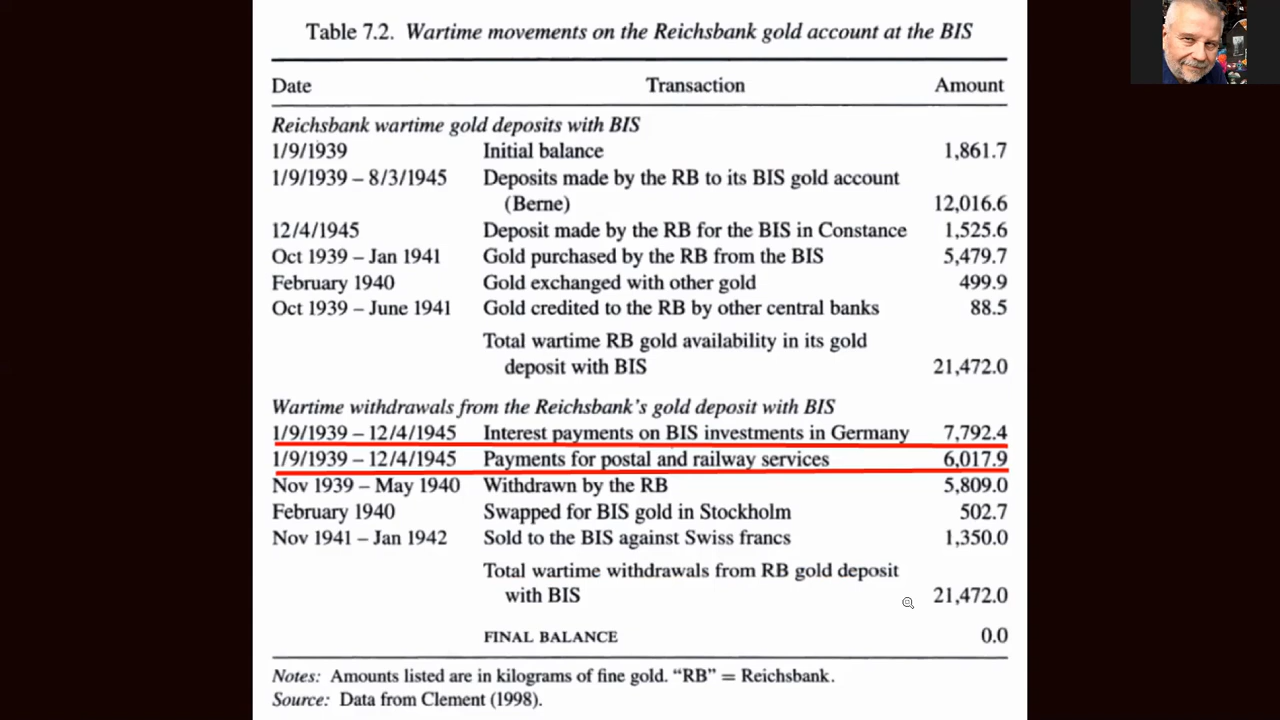 Table 7.2. Wartime movements on the Reichsbank gold account at the BIS
Date Transaction Amount
Reichsbank wartime gold deposits with BIS
1/9/1939 Initial balance 1,861.7
1/9/1939 – 8/3/1945 Deposits made by the RB to its BIS gold account
(Berne) 12,016.6
12/4/1945 Deposit made by the RB for the BIS in Constance 1,525.6
Oct 1939 – Jan 1941 Gold purchased by the RB from the BIS 5,479.7
February 1940 Gold exchanged with other gold 499.9
Oct 1939 – June 1941 Gold credited to the RB by other central banks 88.5
Total wartime RB gold availability in its gold
deposit with BIS 21,472.0
Wartime withdrawals from the Reichsbank's gold deposit with BIS
1/9/1939 – 12/4/1945 Interest payments on BIS investments in Germany 7,792.4
1/9/1939 – 12/4/1945 Payments for postal and railway services 6,017.9
Nov 1939 – May 1940 Withdrawn by the RB 5,809.0
February 1940 Swapped for BIS gold in Stockholm 502.7
Nov 1941 – Jan 1942 Sold to the BIS against Swiss francs 1,350.0
Total wartime withdrawals from RB gold deposit
with BIS 21,472.0
FINAL BALANCE 0.0
Notes: Amounts listed are in kilograms of fine gold. “RB” = Reichsbank.
Source: Data from Clement (1998).